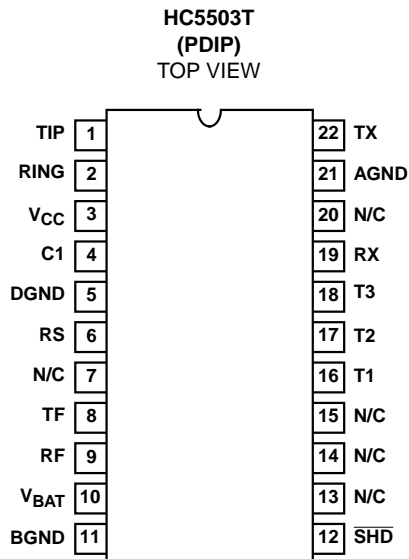 HC5503T
(PDIP)
TOP VIEW
TIP 1 22 TX
RING 2 21 AGND
VCC 3 20 N/C
C1 4 19 RX
DGND 5 18 T3
RS 6 17 T2
N/C 7 16 T1
TF 8 15 N/C
RF 9 14 N/C
VBAT 10 13 N/C
BGND 11 12 S̅H̅D̅